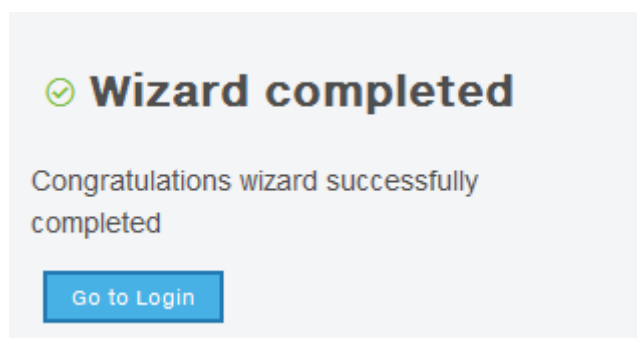 Wizard completed
Congratulations wizard successfully
completed
Go to Login